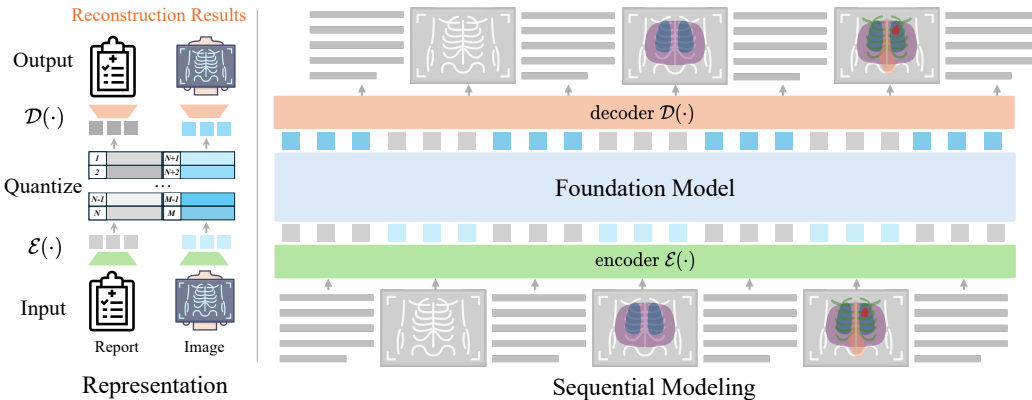 Reconstruction Results
Output
𝒟(·)
decoder 𝒟(·)
1
N+1
2
N+2
Quantize
...
Foundation Model
N-1
M-1
N
M
ℰ(·)
encoder ℰ(·)
Input
Report
Image
Representation
Sequential Modeling